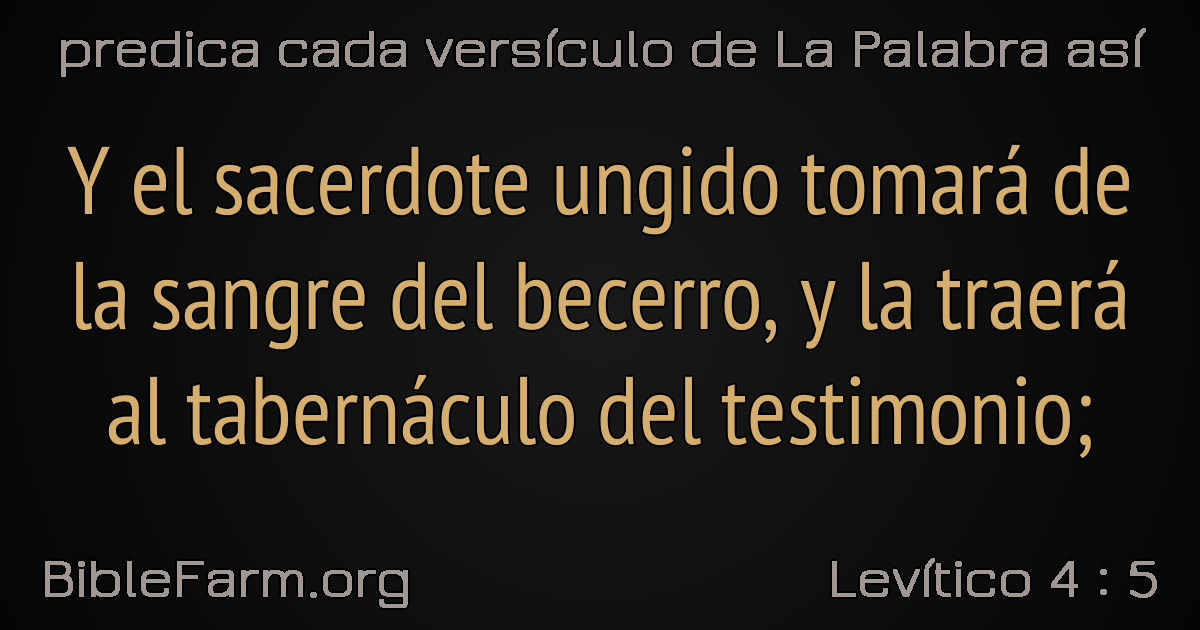 predica cada versículo de La Palabra así
Y el sacerdote ungido tomará de
la sangre del becerro, y la traerá
al tabernáculo del testimonio;
BibleFarm.org
Levítico 4 : 5